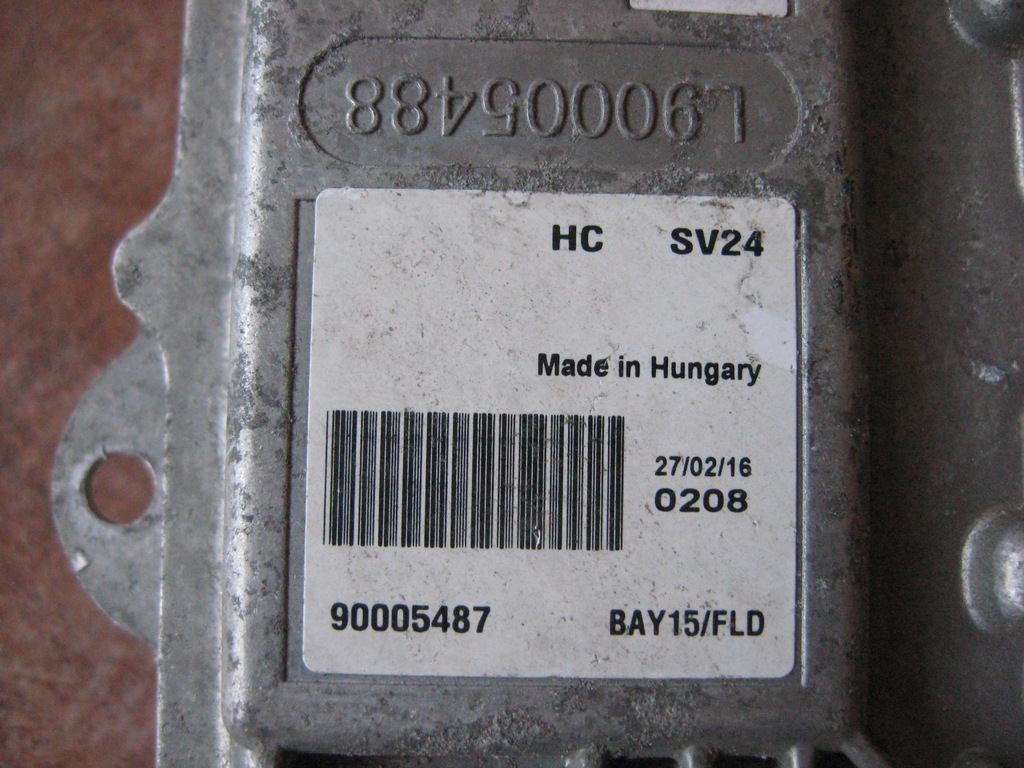 L90005488
HC SV24
Made in Hungary
27/02/16
0208
90005487 BAY15/FLD